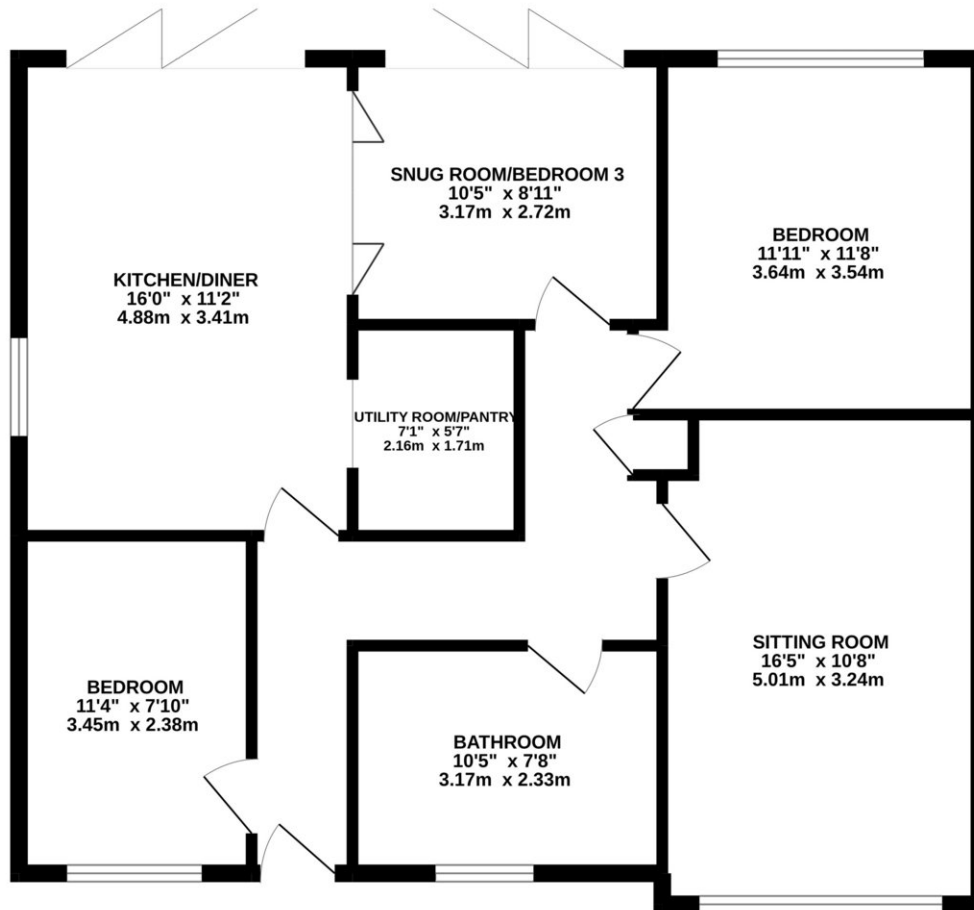 SNUG ROOM/BEDROOM 3
10'5" x 8'11"
3.17m x 2.72m
BEDROOM
11'11" x 11'8"
3.64m x 3.54m
KITCHEN/DINER
16'0" x 11'2"
4.88m x 3.41m
UTILITY ROOM/PANTRY
7'1" x 5'7"
2.16m x 1.71m
SITTING ROOM
16'5" x 10'8"
5.01m x 3.24m
BEDROOM
11'4" x 7'10"
3.45m x 2.38m
BATHROOM
10'5" x 7'8"
3.17m x 2.33m